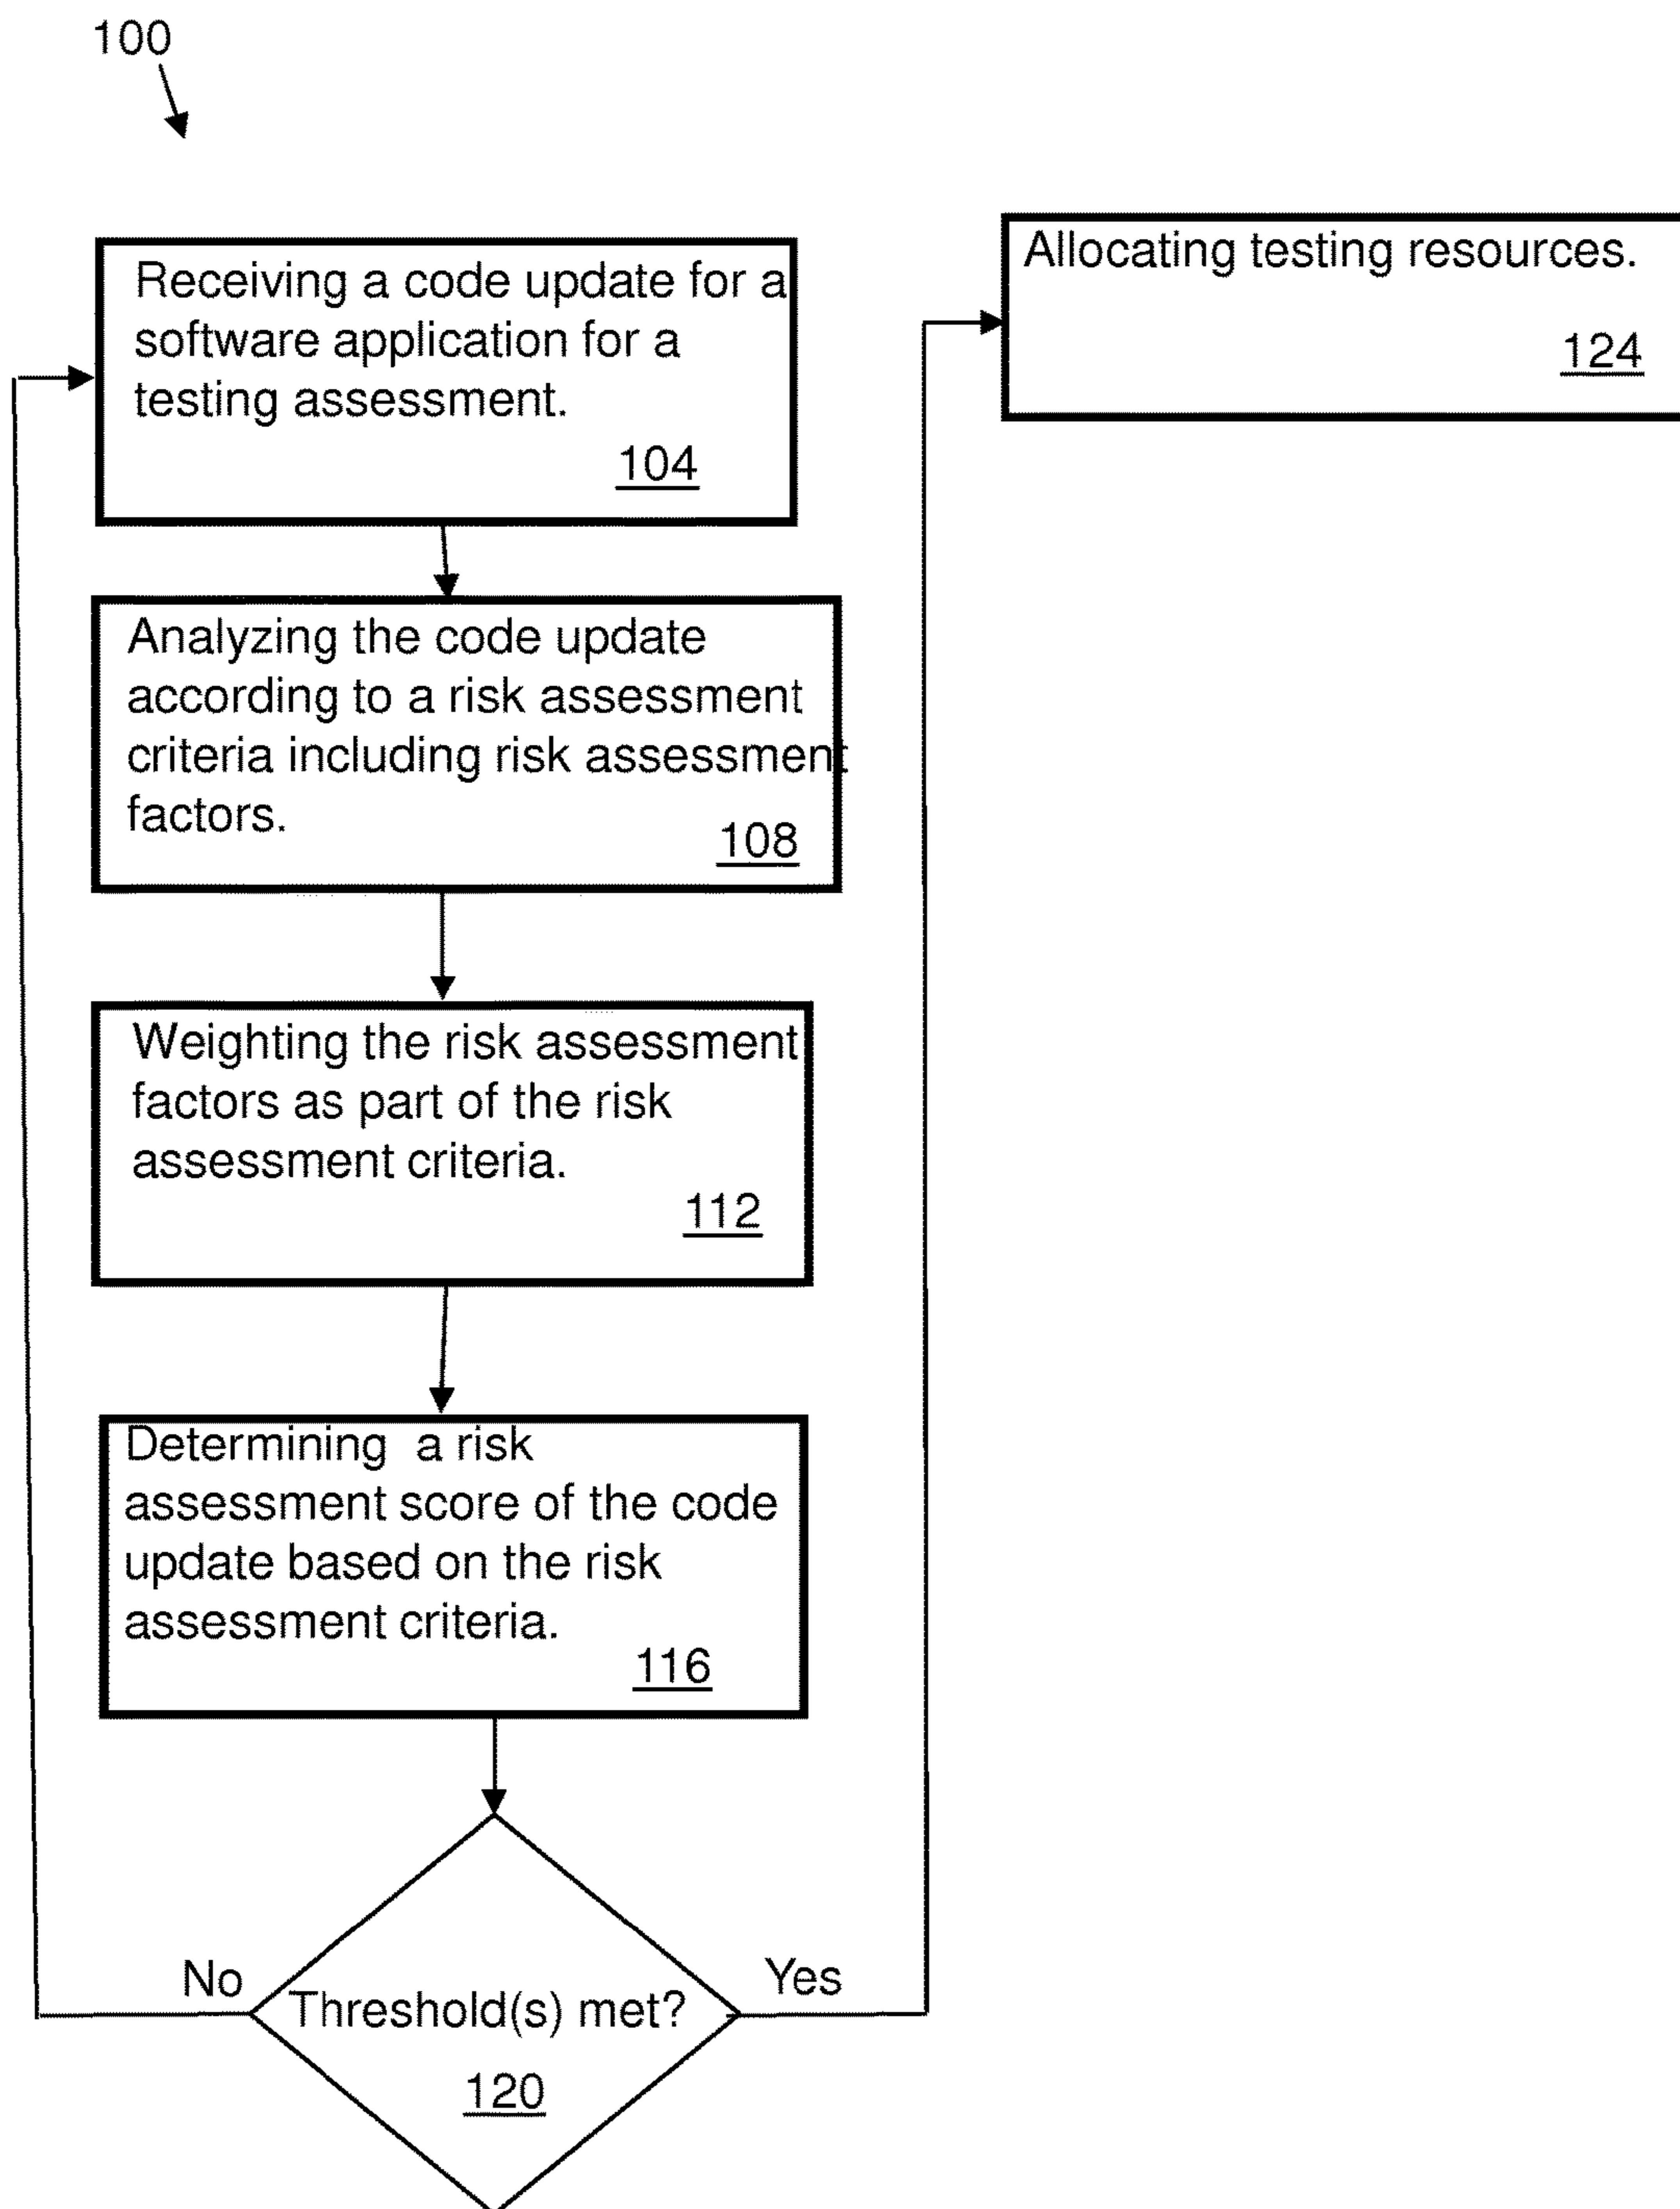 100
Receiving a code update for a
software application for a
testing assessment.
104
Analyzing the code update
according to a risk assessment
criteria including risk assessment
factors.
108
Weighting the risk assessment
factors as part of the risk
assessment criteria.
112
Determining a risk
assessment score of the code
update based on the risk
assessment criteria.
116
No
Threshold(s) met?
Yes
120
Allocating testing resources.
124